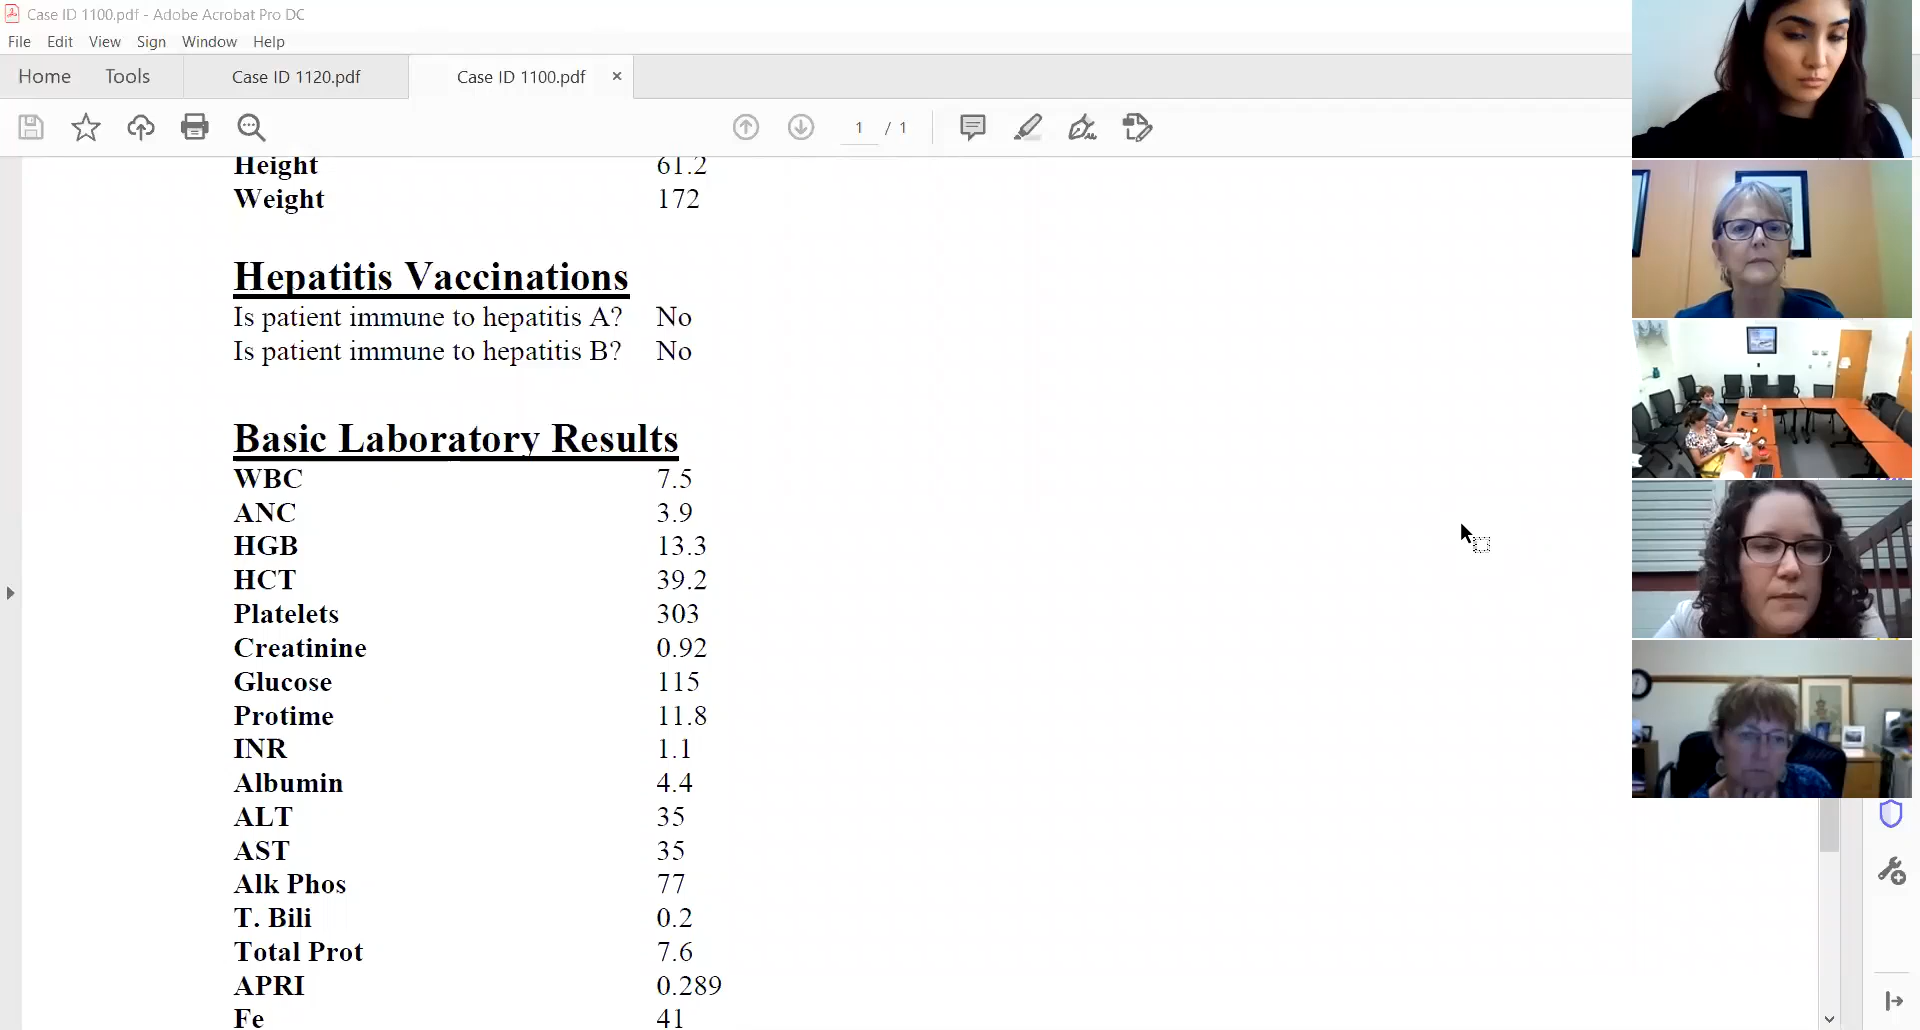 Case ID 1100.pdf - Adobe Acrobat Pro DC
File Edit View Sign Window Help
Home Tools Case ID 1120.pdf Case ID 1100.pdf ×
1 / 1
Height 61.2
Weight 172
Hepatitis Vaccinations
Is patient immune to hepatitis A? No
Is patient immune to hepatitis B? No
Basic Laboratory Results
WBC 7.5
ANC 3.9
HGB 13.3
HCT 39.2
Platelets 303
Creatinine 0.92
Glucose 115
Protime 11.8
INR 1.1
Albumin 4.4
ALT 35
AST 35
Alk Phos 77
T. Bili 0.2
Total Prot 7.6
APRI 0.289
Fe 41